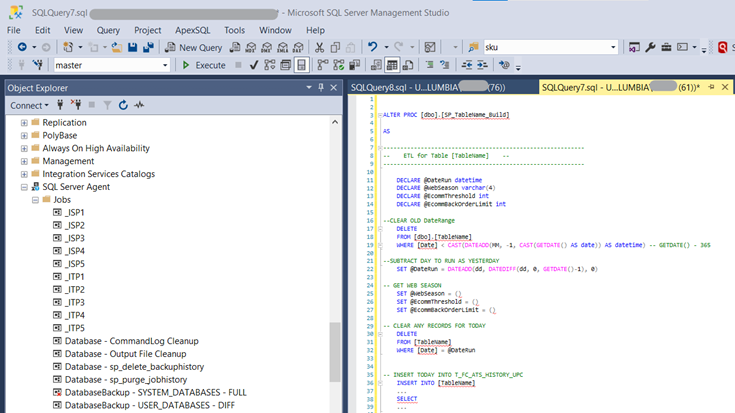 SQLQuery7.sql - Microsoft SQL Server Management Studio
File Edit View Query Project ApexSQL Tools Window Help
New Query sku
master Execute
Object Explorer
Connect
Replication
PolyBase
Always On High Availability
Management
Integration Services Catalogs
SQL Server Agent
Jobs
_ISP1
_ISP2
_ISP3
_ISP4
_ISP5
_ITP1
_ITP2
_ITP3
_ITP4
_ITP5
Database - CommandLog Cleanup
Database - Output File Cleanup
Database - sp_delete_backuphistory
Database - sp_purge_jobhistory
DatabaseBackup - SYSTEM_DATABASES - FULL
DatabaseBackup - USER_DATABASES - DIFF
SQLQuery8.sql - U...LUMBIA\ (76)) SQLQuery7.sql - U...LUMBIA\ (61))*
1
2
3 ALTER PROC [dbo].[SP_TableName_Build]
4
5 AS
6
7 ------------------------------------------------------
8 -- ETL for Table [TableName] --
9 ------------------------------------------------------
10
11 DECLARE @DateRun datetime
12 DECLARE @WebSeason varchar(4)
13 DECLARE @EcommThreshold int
14 DECLARE @EcommBackOrderLimit int
15
16 --CLEAR OLD DateRange
17 DELETE
18 FROM [dbo].[TableName]
19 WHERE [Date] < CAST(DATEADD(MM, -1, CAST(GETDATE() AS date)) AS datetime) -- GETDATE() - 365
20
21 --SUBTRACT DAY TO RUN AS YESTERDAY
22 SET @DateRun = DATEADD(dd, DATEDIFF(dd, 0, GETDATE()-1), 0)
23
24 -- GET WEB SEASON
25 SET @WebSeason = ()
26 SET @EcommThreshold = ()
27 SET @EcommBackOrderLimit = ()
28
29 -- CLEAR ANY RECORDS FOR TODAY
30 DELETE
31 FROM [TableName]
32 WHERE [Date] = @DateRun
33
34
35 -- INSERT TODAY INTO T_FC_ATS_HISTORY_UPC
36 INSERT INTO [TableName]
37 ...
38 SELECT
39 ...